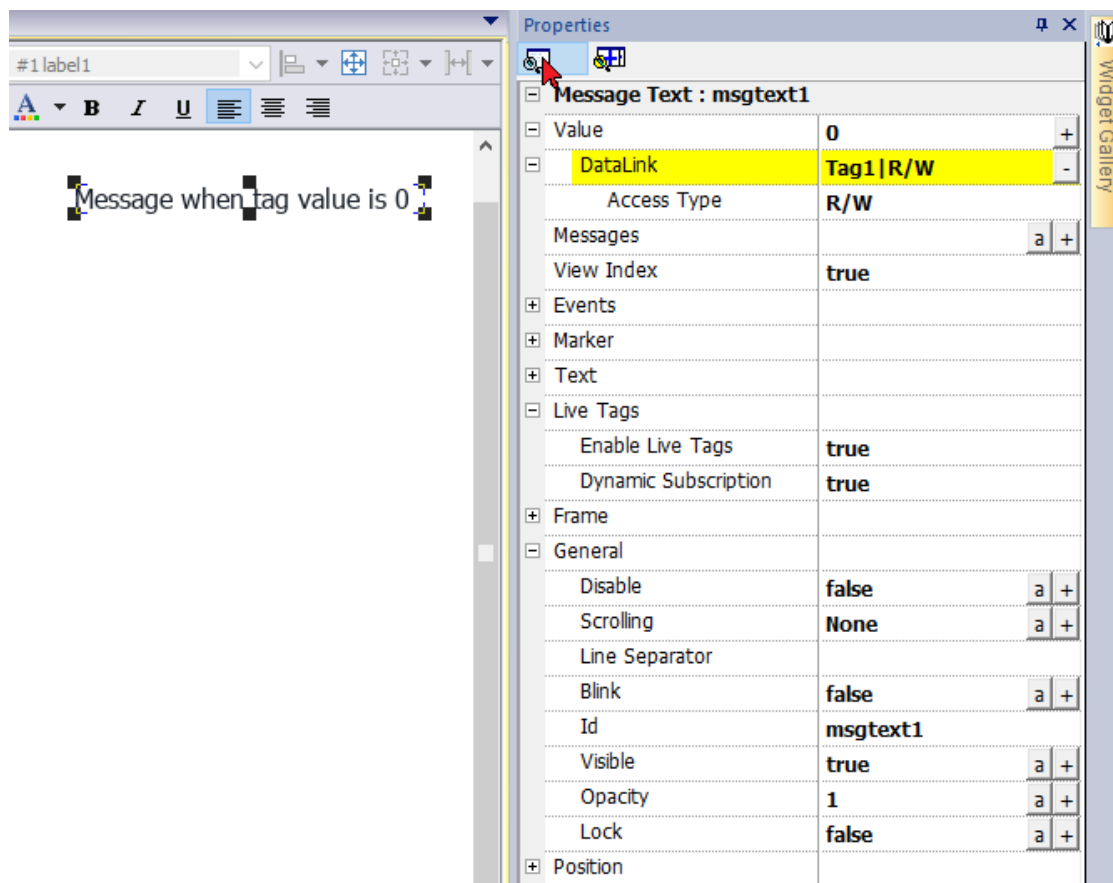 Properties
#1 label1
A B I U
Message Text : msgtext1
Value 0 +
DataLink Tag1|R/W -
Access Type R/W
Messages a +
View Index true
Events
Marker
Text
Live Tags
Enable Live Tags true
Dynamic Subscription true
Frame
General
Disable false a +
Scrolling None a +
Line Separator
Blink false a +
Id msgtext1
Visible true a +
Opacity 1 a +
Lock false a +
Position
Message when tag value is 0
Widget Gallery